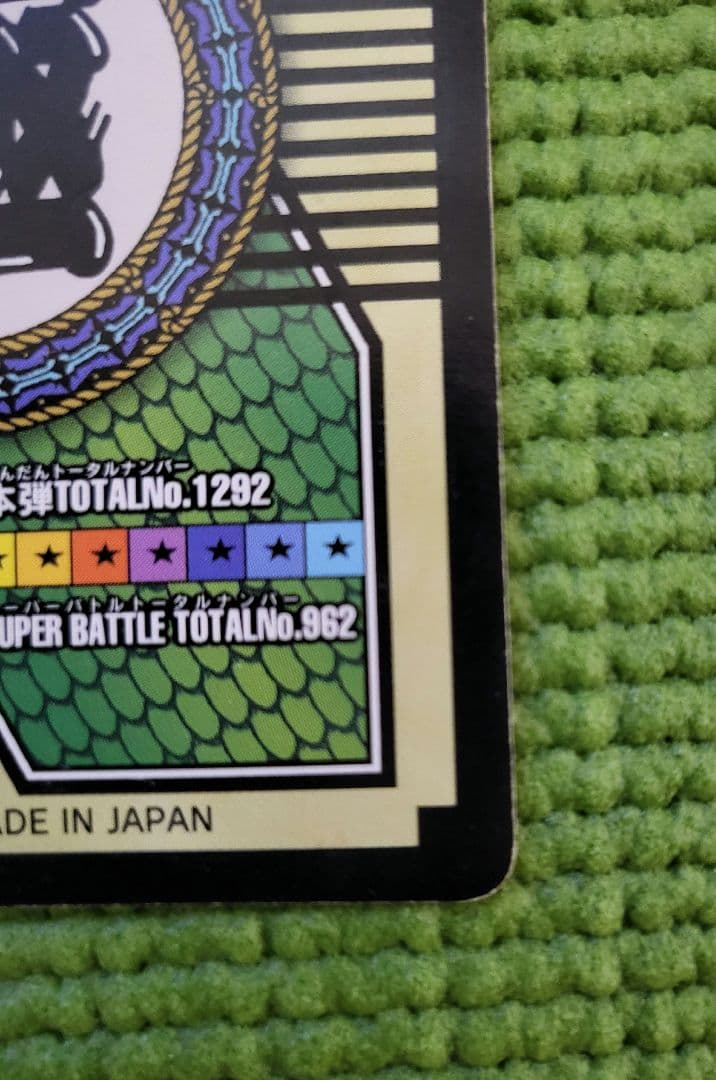 んだんトータルナンバー
本弾TOTALNo.1292
ーパーバトルトータルナンバー
UPER BATTLE TOTALNo.962
ADE IN JAPAN